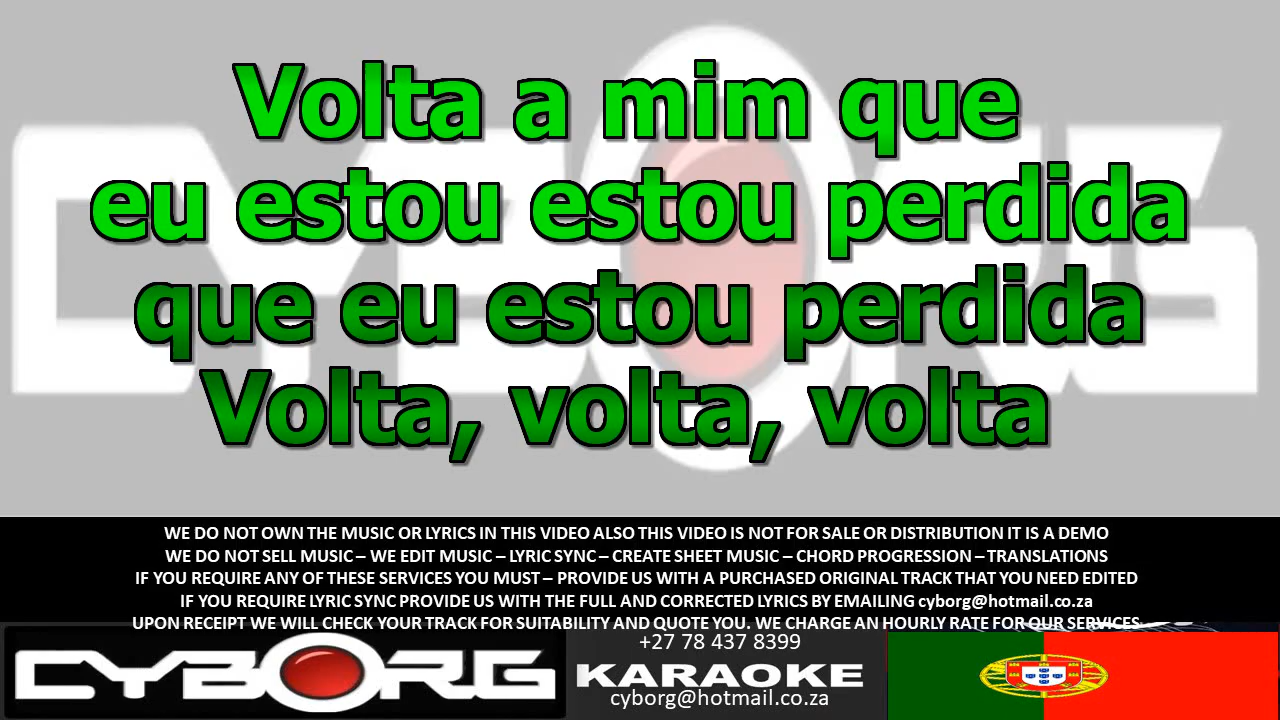 Volta a mim que
eu estou estou perdida
que eu estou perdida
Volta, volta, volta
WE DO NOT OWN THE MUSIC OR LYRICS IN THIS VIDEO ALSO THIS VIDEO IS NOT FOR SALE OR DISTRIBUTION IT IS A DEMO
WE DO NOT SELL MUSIC – WE EDIT MUSIC – LYRIC SYNC – CREATE SHEET MUSIC – CHORD PROGRESSION – TRANSLATIONS
IF YOU REQUIRE ANY OF THESE SERVICES YOU MUST – PROVIDE US WITH A PURCHASED ORIGINAL TRACK THAT YOU NEED EDITED
IF YOU REQUIRE LYRIC SYNC PROVIDE US WITH THE FULL AND CORRECTED LYRICS BY EMAILING cyborg@hotmail.co.za
UPON RECEIPT WE WILL CHECK YOUR TRACK FOR SUITABILITY AND QUOTE YOU. WE CHARGE AN HOURLY RATE FOR OUR SERVICES
CYBORG
+27 78 437 8399
KARAOKE
cyborg@hotmail.co.za
CYBORG